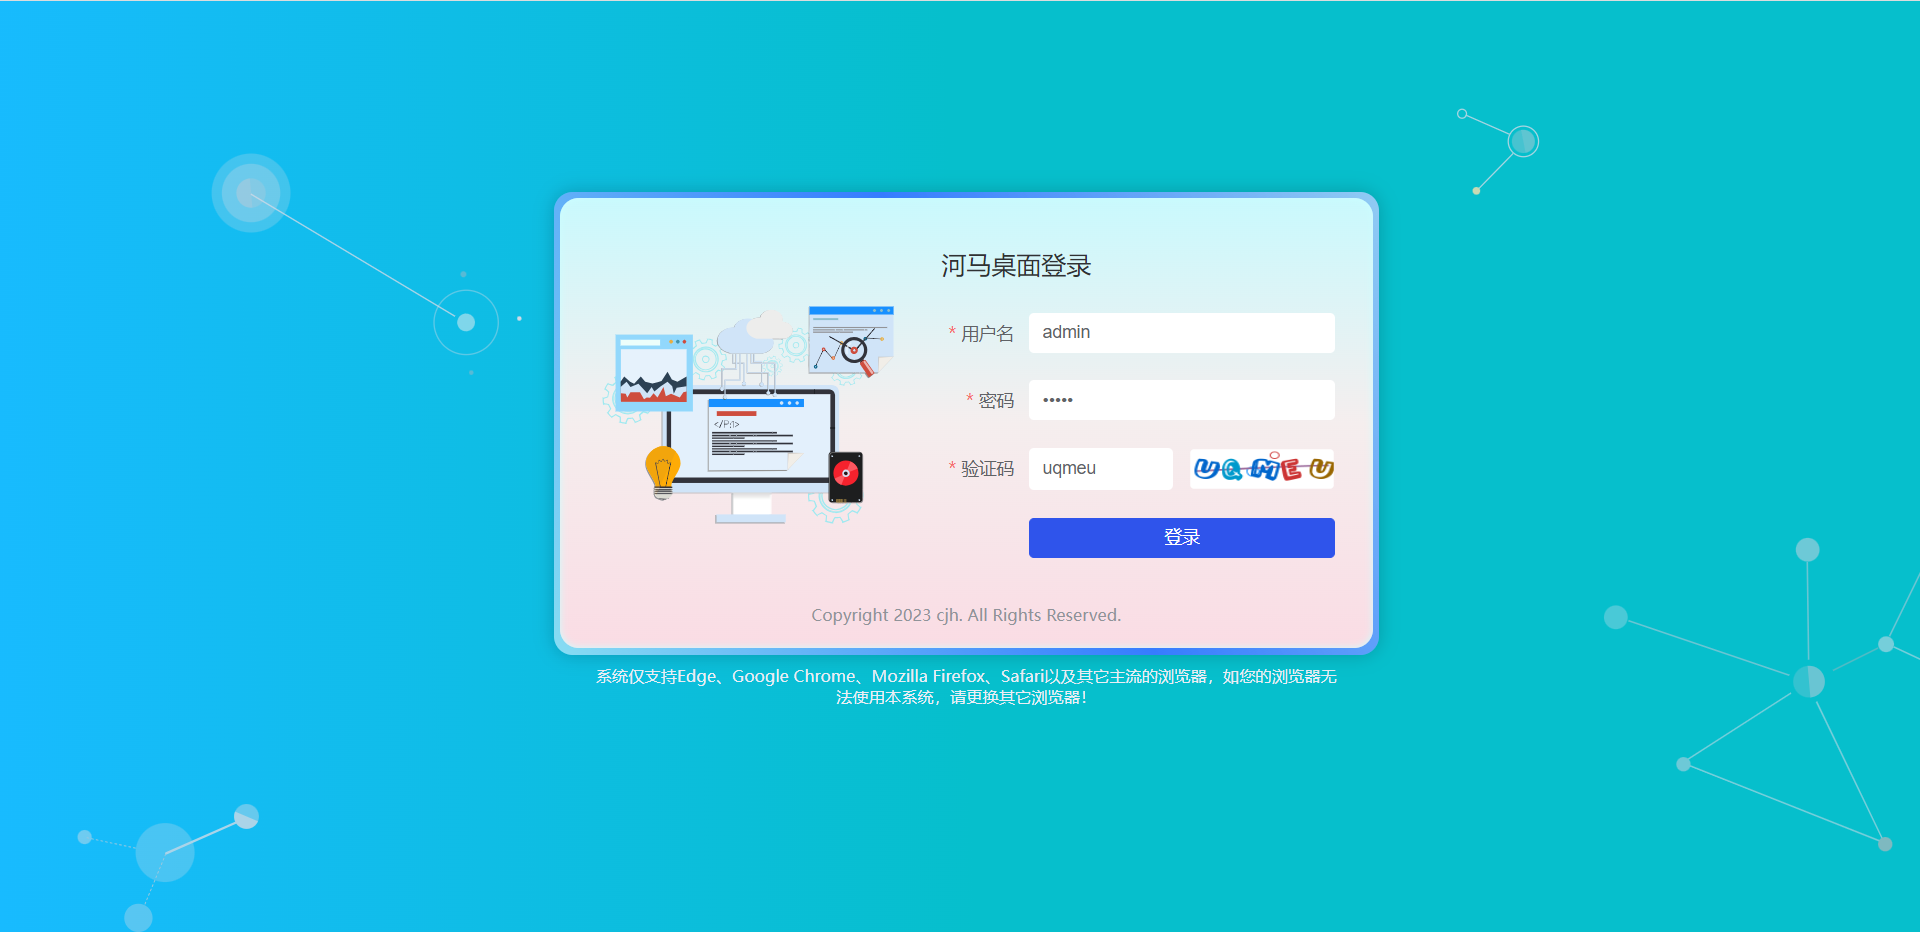 河马桌面登录
* 用户名 admin
* 密码 •••••
* 验证码 uqmeu UQMEU
</P;1>
登录
Copyright 2023 cjh. All Rights Reserved.
系统仅支持Edge、Google Chrome、Mozilla Firefox、Safari以及其它主流的浏览器，如您的浏览器无
法使用本系统，请更换其它浏览器！